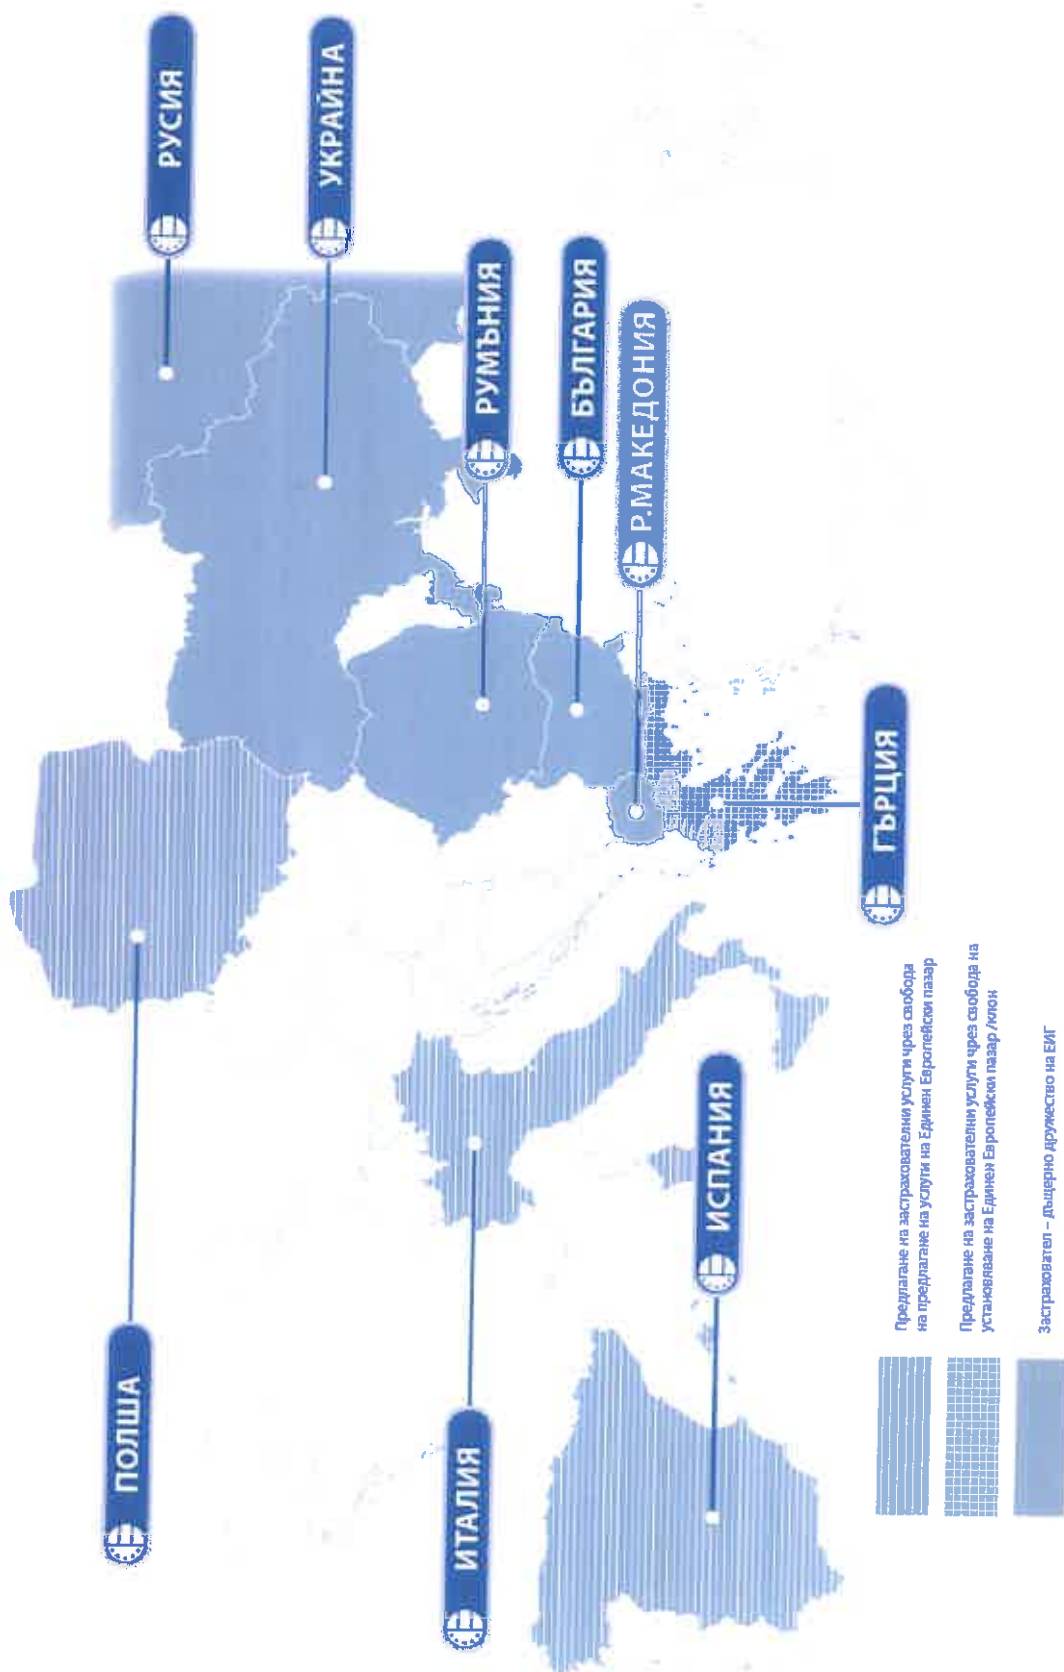 ПОЛША
РУСИЯ
УКРАЙНА
РУМЪНИЯ
БЪЛГАРИЯ
Р.МАКЕДОНИЯ
ИТАЛИЯ
ИСПАНИЯ
ГЪРЦИЯ
Предлагане на застрахователни услуги чрез свобода
на предлагане на услуги на Единен Европейски пазар
Предлагане на застрахователни услуги чрез свобода на
установяване на Единен Европейски пазар /клон
Застраховател – дъщерно дружество на ЕИГ